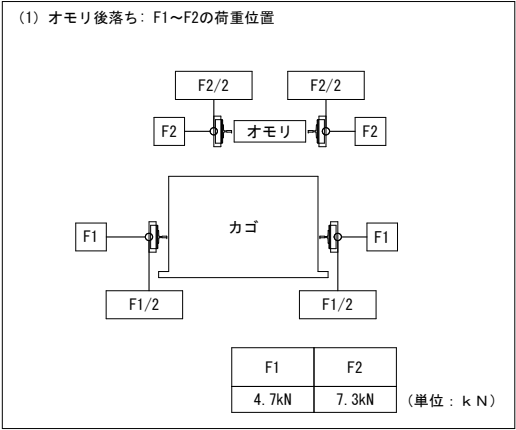 (1) オモリ後落ち: F1～F2の荷重位置
F2/2 F2/2
F2 オモリ F2
カゴ
F1 F1
F1/2 F1/2
F1 F2
4.7kN 7.3kN (単位：ｋＮ)